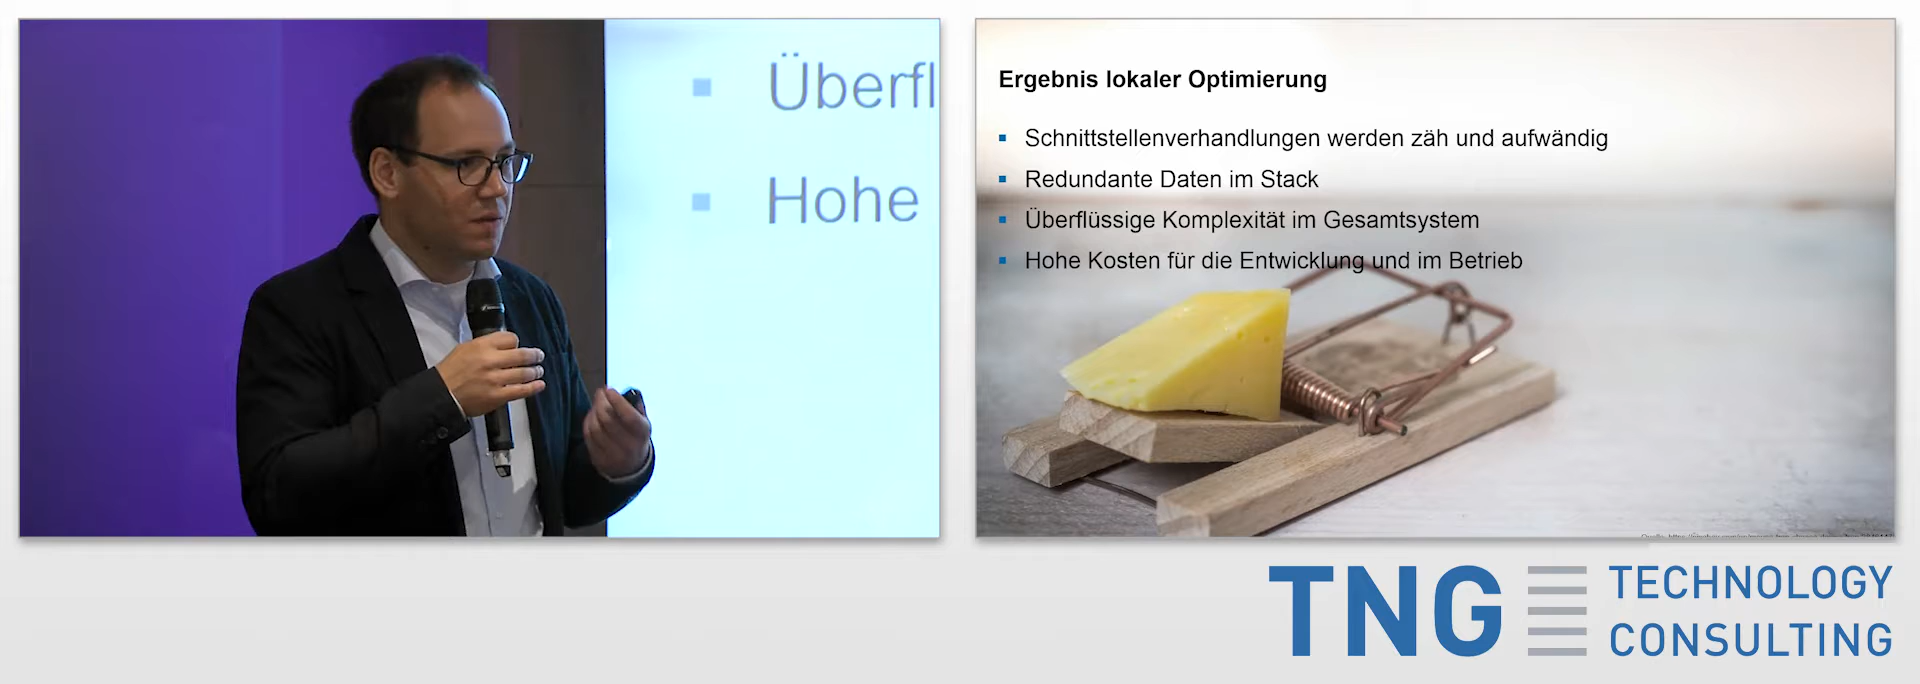 Überfl
Hohe
Ergebnis lokaler Optimierung
Schnittstellenverhandlungen werden zäh und aufwändig
Redundante Daten im Stack
Überflüssige Komplexität im Gesamtsystem
Hohe Kosten für die Entwicklung und im Betrieb
TNG TECHNOLOGY
CONSULTING